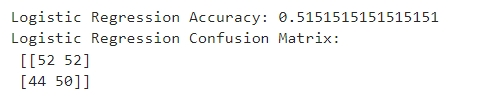 Logistic Regression Accuracy: 0.5151515151515151
Logistic Regression Confusion Matrix:
[[52 52]
[44 50]]